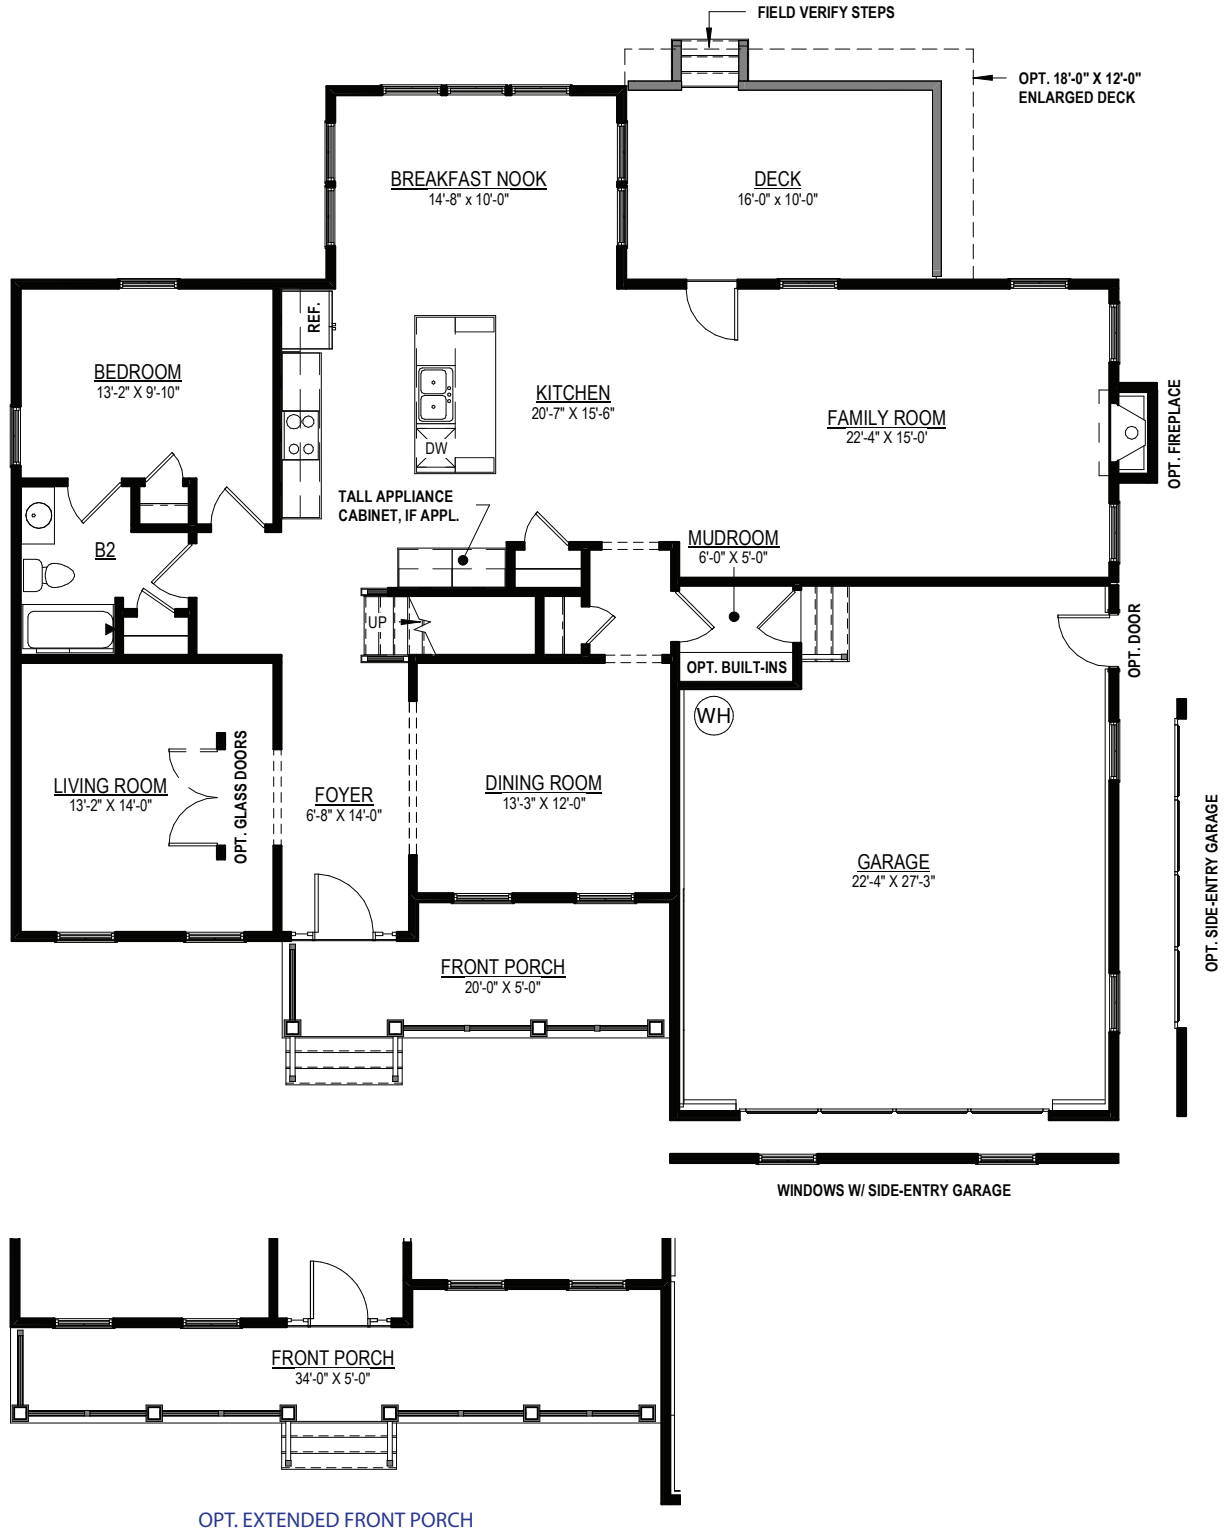 FIELD VERIFY STEPS
OPT. 18'-0" X 12'-0"
ENLARGED DECK
BREAKFAST NOOK
14'-8" x 10'-0"
DECK
16'-0" x 10'-0"
REF.
BEDROOM
13'-2" X 9'-10"
KITCHEN
20'-7" X 15'-6"
FAMILY ROOM
22'-4" X 15'-0'
OPT. FIREPLACE
DW
TALL APPLIANCE
CABINET, IF APPL.
MUDROOM
6'-0" X 5'-0"
B2
UP
OPT. DOOR
OPT. BUILT-INS
WH
LIVING ROOM
13'-2" X 14'-0"
OPT. GLASS DOORS
FOYER
6'-8" X 14'-0"
DINING ROOM
13'-3" X 12'-0"
GARAGE
22'-4" X 27'-3"
OPT. SIDE-ENTRY GARAGE
FRONT PORCH
20'-0" X 5'-0"
WINDOWS W/ SIDE-ENTRY GARAGE
FRONT PORCH
34'-0" X 5'-0"
OPT. EXTENDED FRONT PORCH